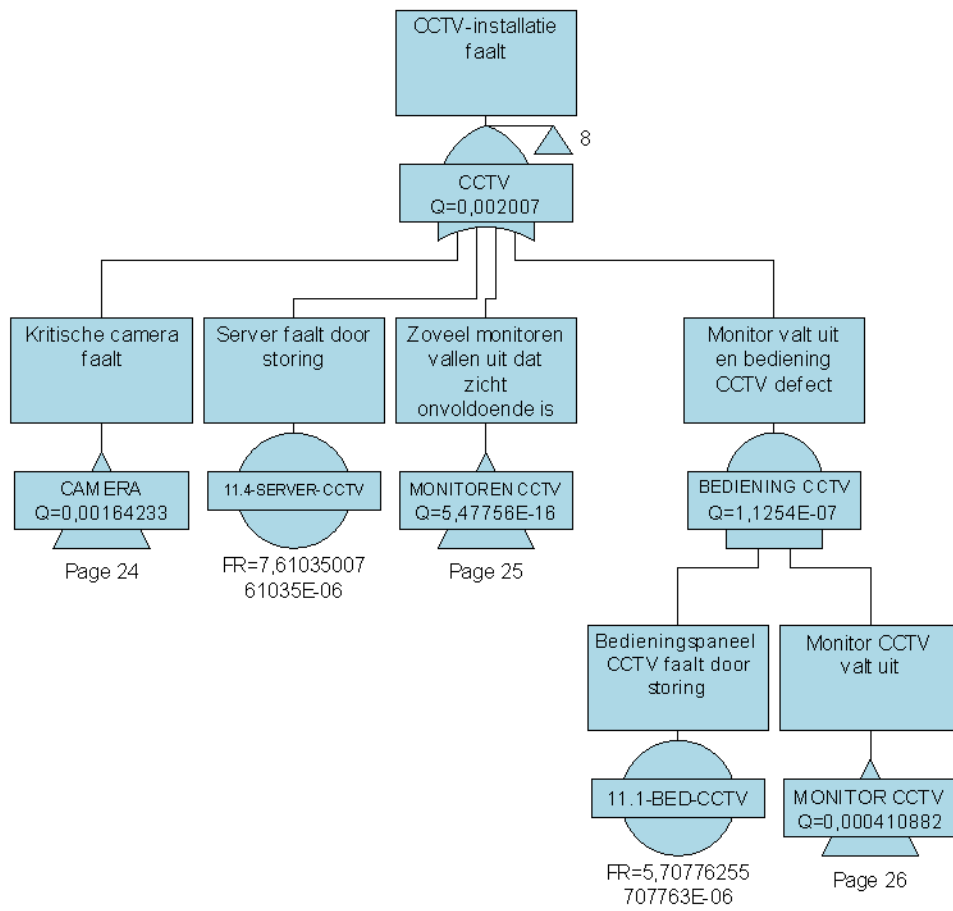 CCTV-installatie
faalt
8
CCTV
Q=0,002007
Kritische camera
faalt
CAMERA
Q=0,00164233
Page 24
Server faalt door
storing
11.4-SERVER-CCTV
FR=7,61035007
61035E-06
Zoveel monitoren
vallen uit dat
zicht
onvoldoende is
MONITOREN CCTV
Q=5,47756E-16
Page 25
Monitor valt uit
en bediening
CCTV defect
BEDIENING CCTV
Q=1,1254E-07
Bedieningspaneel
CCTV faalt door
storing
11.1-BED-CCTV
FR=5,70776255
707763E-06
Monitor CCTV
valt uit
MONITOR CCTV
Q=0,000410882
Page 26